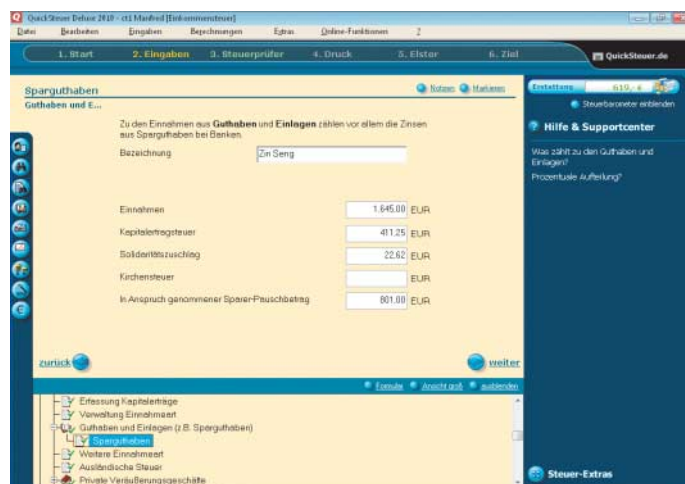 QuickSteuer Deluxe 2010 - ct1 Manfred [Einkommensteuer]
Datei Bearbeiten Eingaben Berechnungen Extras Online-Funktionen ?
1. Start 2. Eingaben 3. Steuerprüfer 4. Druck 5. Elster 6. Ziel
QuickSteuer.de
Sparguthaben
Notizen Markieren
Guthaben und E...
Zu den Einnahmen aus Guthaben und Einlagen zählen vor allem die Zinsen
aus Sparguthaben bei Banken.
Bezeichnung Zin Seng
Einnahmen 1.645,00 EUR
Kapitalertragsteuer 411,25 EUR
Solidaritätszuschlag 22,62 EUR
Kirchensteuer EUR
In Anspruch genommener Sparer-Pauschbetrag 801,00 EUR
zurück
weiter
Formular Ansicht groß ausblenden
Erfassung Kapitalerträge
Verwaltung Einnahmeart
Guthaben und Einlagen (z.B. Sparguthaben)
Sparguthaben
Weitere Einnahmeart
Ausländische Steuer
Private Veräußerungsgeschäfte
Erstattung 619,- €
Steuerbarometer einblenden
? Hilfe & Supportcenter
Was zählt zu den Guthaben und
Einlagen?
Prozentuale Aufteilung?
Steuer-Extras